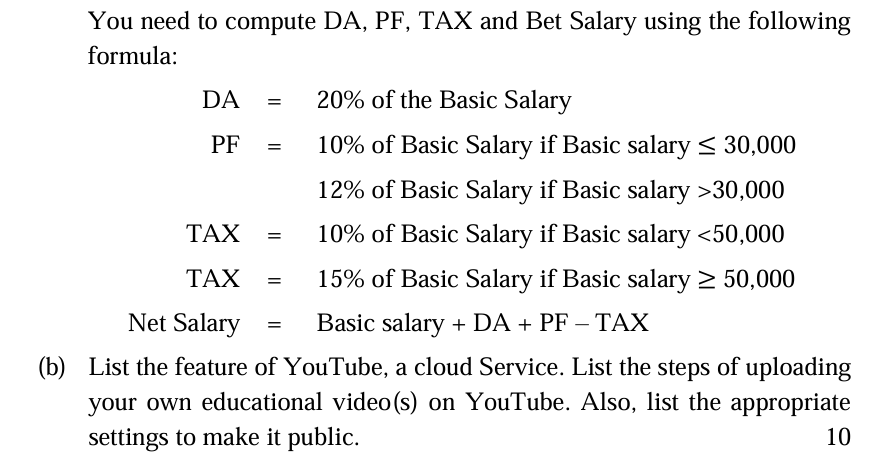 You need to compute DA, PF, TAX and Bet Salary using the following
formula:
DA = 20% of the Basic Salary
PF = 10% of Basic Salary if Basic salary ≤ 30,000
12% of Basic Salary if Basic salary >30,000
TAX = 10% of Basic Salary if Basic salary <50,000
TAX = 15% of Basic Salary if Basic salary ≥ 50,000
Net Salary = Basic salary + DA + PF – TAX
(b) List the feature of YouTube, a cloud Service. List the steps of uploading
your own educational video(s) on YouTube. Also, list the appropriate
settings to make it public. 10